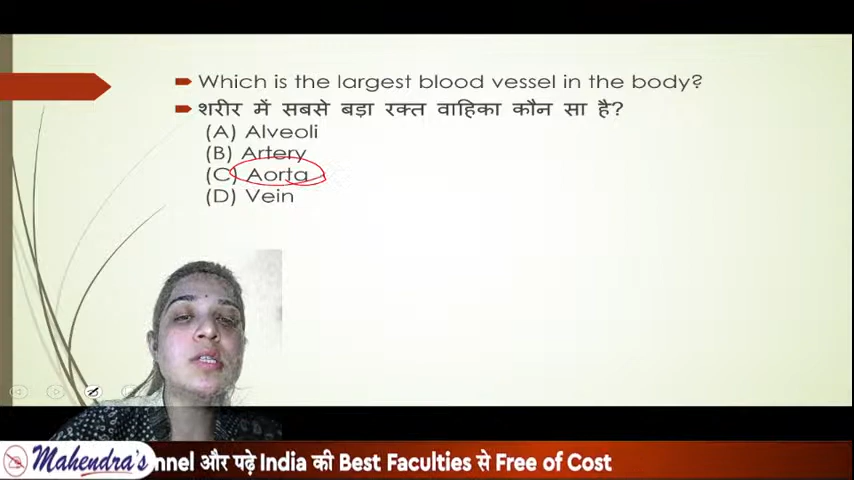 Which is the largest blood vessel in the body?
शरीर में सबसे बड़ा रक्त वाहिका कौन सा है?
(A) Alveoli
(B) Artery
(C) Aorta
(D) Vein
Mahendra's nnel और पढ़े India की Best Faculties से Free of Cost